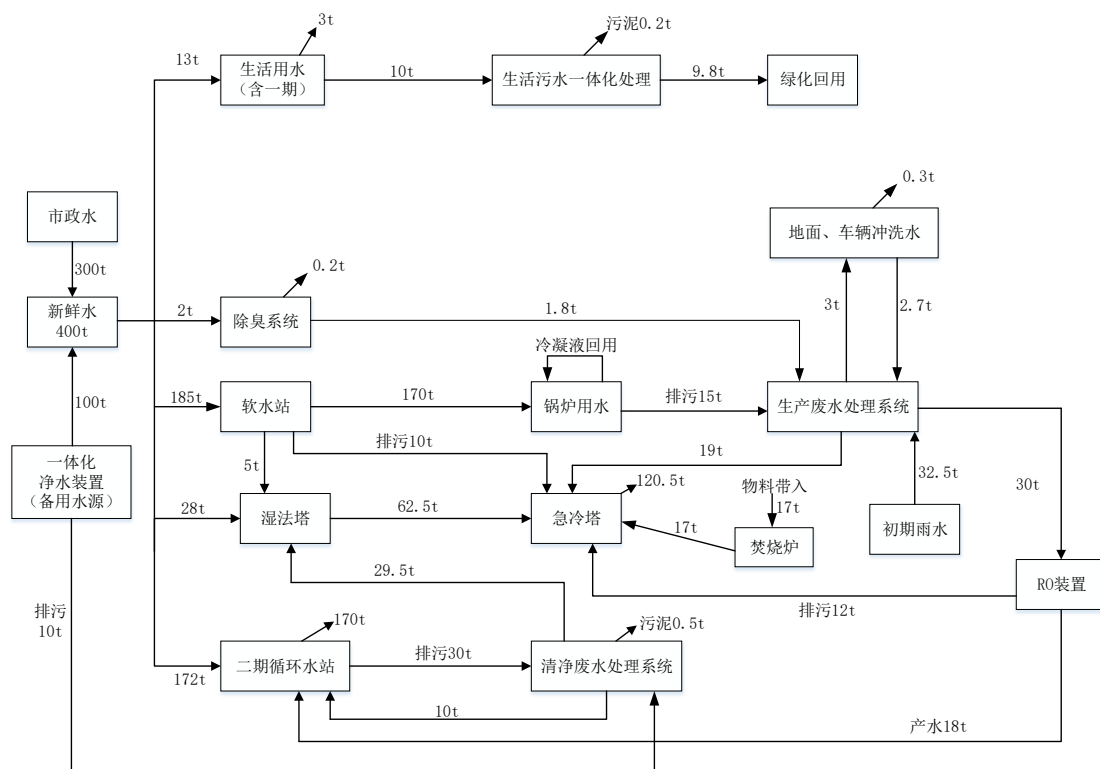 3t
污泥0.2t
13t
生活用水
（含一期）
10t
生活污水一体化处理
9.8t
绿化回用
0.3t
市政水
地面、车辆冲洗水
300t
0.2t
新鲜水
400t
2t
除臭系统
1.8t
3t
2.7t
冷凝液回用
100t
185t
软水站
170t
锅炉用水
排污15t
生产废水处理系统
一体化
净水装置
（备用水源）
5t
排污10t
19t
120.5t
物料带入
17t
32.5t
30t
28t
湿法塔
62.5t
急冷塔
17t
焚烧炉
初期雨水
29.5t
RO装置
排污
10t
排污12t
170t
污泥0.5t
172t
二期循环水站
排污30t
清净废水处理系统
10t
产水18t